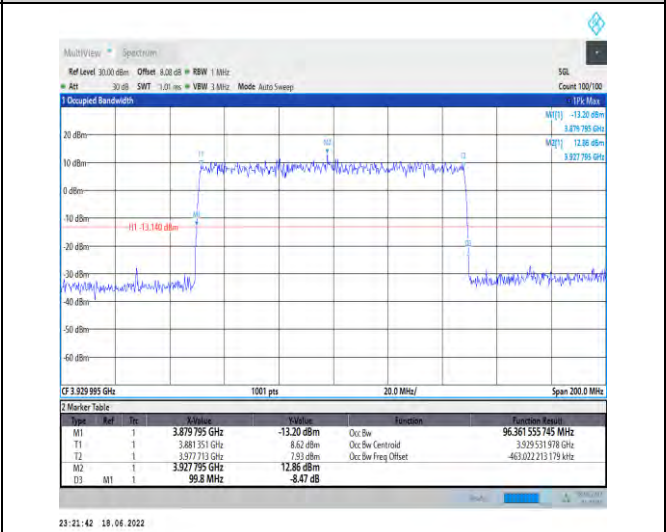 MultiView Spectrum
Ref Level 30.00 dBm Offset 8.00 dB RBW 1 MHz SGL
Att 30 dB SWT 1.01 ms VBW 3 MHz Mode Auto Sweep Count 100/100
1 Occupied Bandwidth 1Pk Max
M1[1] -13.20 dBm
3.879 795 GHz
M2[1] 12.86 dBm
3.927 795 GHz
20 dBm
10 dBm
0 dBm
-10 dBm
H1 -13.140 dBm
-20 dBm
-30 dBm
-40 dBm
-50 dBm
-60 dBm
T1
M2
M1
CF 3.929 995 GHz 1001 pts 20.0 MHz/ Span 200.0 MHz
2 Marker Table
Type Ref Trc X-Value Y-Value Function Function Result
M1 1 3.879 795 GHz -13.20 dBm Occ Bw 96.361 555 745 MHz
T1 1 3.881 351 GHz 8.62 dBm Occ Bw Centroid 3.929 531 978 GHz
T2 1 3.977 713 GHz 7.93 dBm Occ Bw Freq Offset -463.022 213 179 kHz
M2 1 3.927 795 GHz 12.86 dBm
D3 M1 1 99.8 MHz -8.47 dB
23:21:42 18.06.2022